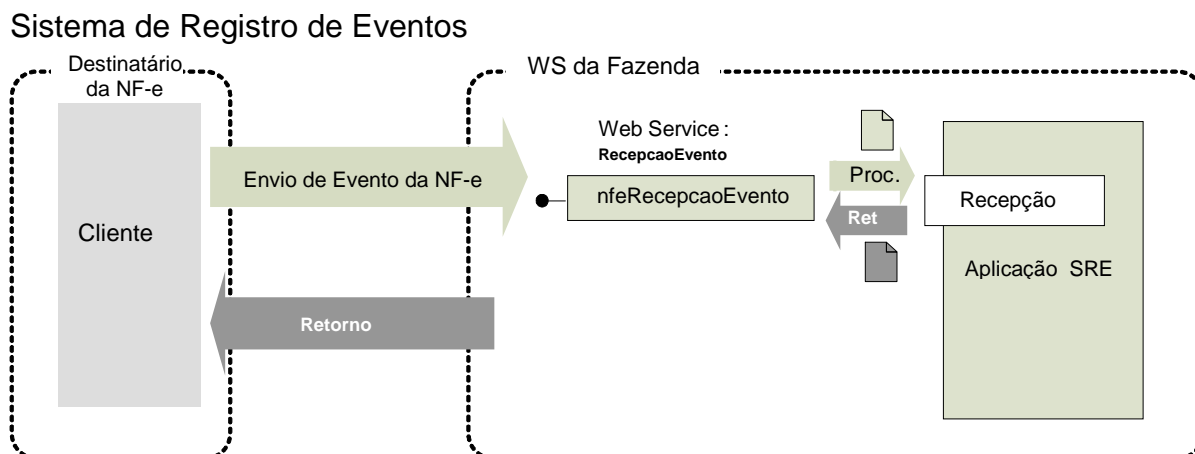 Sistema de Registro de Eventos
Destinatário
da NF-e
WS da Fazenda
Cliente
Envio de Evento da NF-e
Web Service :
RecepcaoEvento
nfeRecepcaoEvento
Proc.
Ret
Recepção
Aplicação SRE
Retorno